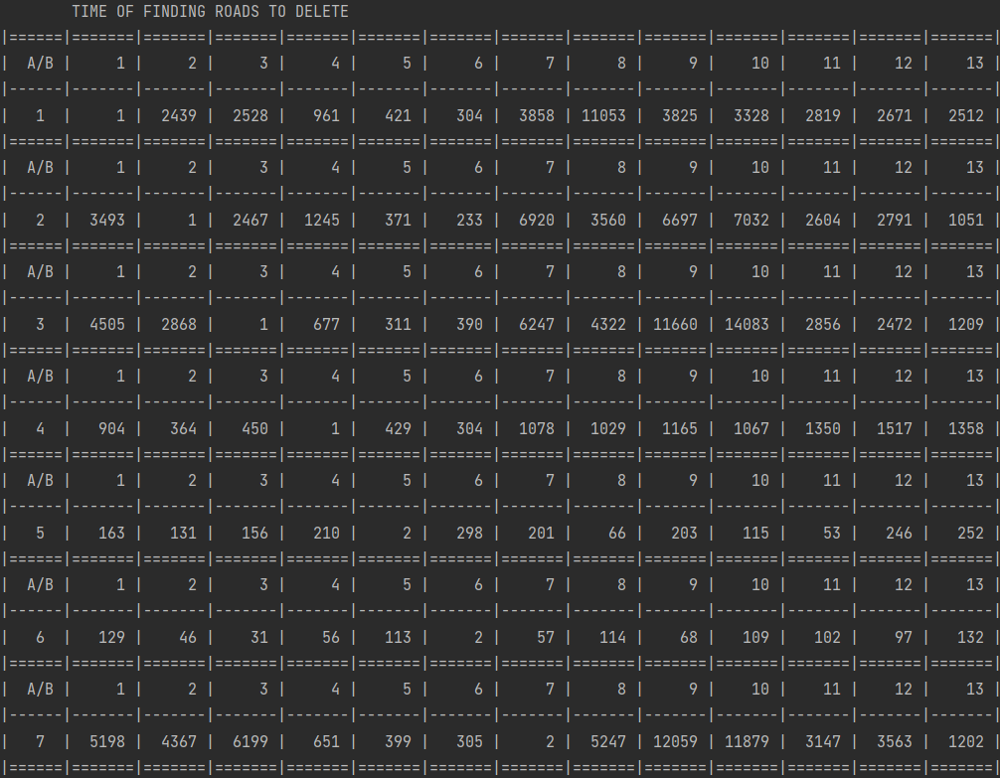 TIME OF FINDING ROADS TO DELETE
|======|=======|=======|=======|=======|=======|=======|=======|=======|=======|=======|=======|=======|=======|
| A/B | 1 | 2 | 3 | 4 | 5 | 6 | 7 | 8 | 9 | 10 | 11 | 12 | 13 |
|------|-------|-------|-------|-------|-------|-------|-------|-------|-------|-------|-------|-------|-------|
| 1 | 1 | 2439 | 2528 | 961 | 421 | 304 | 3858 | 11053 | 3825 | 3328 | 2819 | 2671 | 2512 |
|======|=======|=======|=======|=======|=======|=======|=======|=======|=======|=======|=======|=======|=======|
| A/B | 1 | 2 | 3 | 4 | 5 | 6 | 7 | 8 | 9 | 10 | 11 | 12 | 13 |
|------|-------|-------|-------|-------|-------|-------|-------|-------|-------|-------|-------|-------|-------|
| 2 | 3493 | 1 | 2467 | 1245 | 371 | 233 | 6920 | 3560 | 6697 | 7032 | 2604 | 2791 | 1051 |
|======|=======|=======|=======|=======|=======|=======|=======|=======|=======|=======|=======|=======|=======|
| A/B | 1 | 2 | 3 | 4 | 5 | 6 | 7 | 8 | 9 | 10 | 11 | 12 | 13 |
|------|-------|-------|-------|-------|-------|-------|-------|-------|-------|-------|-------|-------|-------|
| 3 | 4505 | 2868 | 1 | 677 | 311 | 390 | 6247 | 4322 | 11660 | 14083 | 2856 | 2472 | 1209 |
|======|=======|=======|=======|=======|=======|=======|=======|=======|=======|=======|=======|=======|=======|
| A/B | 1 | 2 | 3 | 4 | 5 | 6 | 7 | 8 | 9 | 10 | 11 | 12 | 13 |
|------|-------|-------|-------|-------|-------|-------|-------|-------|-------|-------|-------|-------|-------|
| 4 | 904 | 364 | 450 | 1 | 429 | 304 | 1078 | 1029 | 1165 | 1067 | 1350 | 1517 | 1358 |
|======|=======|=======|=======|=======|=======|=======|=======|=======|=======|=======|=======|=======|=======|
| A/B | 1 | 2 | 3 | 4 | 5 | 6 | 7 | 8 | 9 | 10 | 11 | 12 | 13 |
|------|-------|-------|-------|-------|-------|-------|-------|-------|-------|-------|-------|-------|-------|
| 5 | 163 | 131 | 156 | 210 | 2 | 298 | 201 | 66 | 203 | 115 | 53 | 246 | 252 |
|======|=======|=======|=======|=======|=======|=======|=======|=======|=======|=======|=======|=======|=======|
| A/B | 1 | 2 | 3 | 4 | 5 | 6 | 7 | 8 | 9 | 10 | 11 | 12 | 13 |
|------|-------|-------|-------|-------|-------|-------|-------|-------|-------|-------|-------|-------|-------|
| 6 | 129 | 46 | 31 | 56 | 113 | 2 | 57 | 114 | 68 | 109 | 102 | 97 | 132 |
|======|=======|=======|=======|=======|=======|=======|=======|=======|=======|=======|=======|=======|=======|
| A/B | 1 | 2 | 3 | 4 | 5 | 6 | 7 | 8 | 9 | 10 | 11 | 12 | 13 |
|------|-------|-------|-------|-------|-------|-------|-------|-------|-------|-------|-------|-------|-------|
| 7 | 5198 | 4367 | 6199 | 651 | 399 | 305 | 2 | 5247 | 12059 | 11879 | 3147 | 3563 | 1202 |
|======|=======|=======|=======|=======|=======|=======|=======|=======|=======|=======|=======|=======|=======|